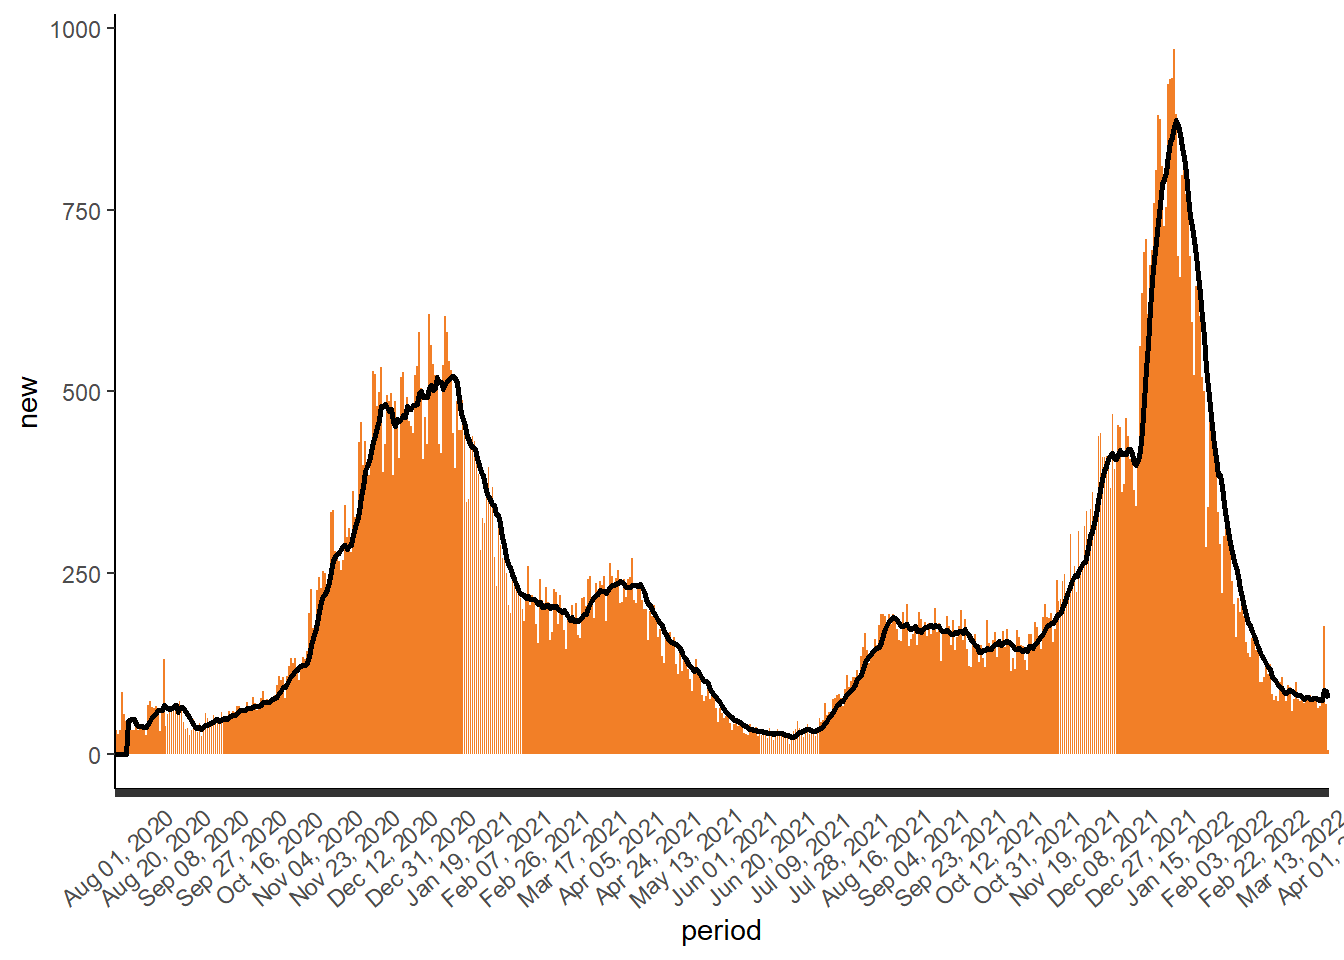 1000
750
500
250
0
new
Aug 01, 2020
Aug 20, 2020
Sep 08, 2020
Sep 27, 2020
Oct 16, 2020
Nov 04, 2020
Nov 23, 2020
Dec 12, 2020
Dec 31, 2020
Jan 19, 2021
Feb 07, 2021
Feb 26, 2021
Mar 17, 2021
Apr 05, 2021
Apr 24, 2021
May 13, 2021
Jun 01, 2021
Jun 20, 2021
Jul 09, 2021
Jul 28, 2021
Aug 16, 2021
Sep 04, 2021
Sep 23, 2021
Oct 12, 2021
Oct 31, 2021
Nov 19, 2021
Dec 08, 2021
Dec 27, 2021
Jan 15, 2022
Feb 03, 2022
Feb 22, 2022
Mar 13, 2022
Apr 01,
period